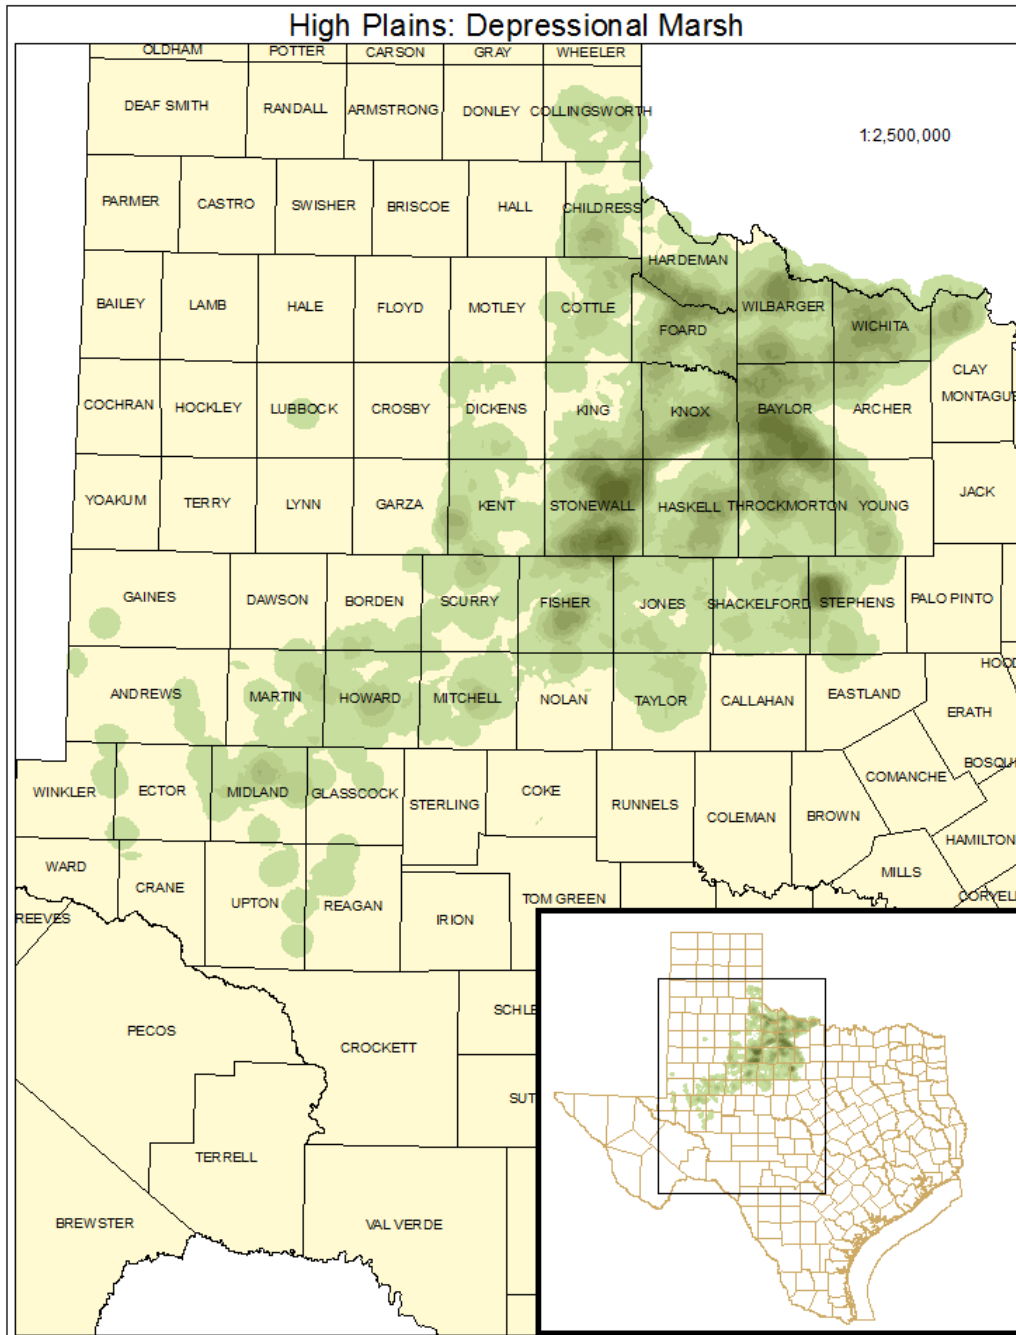 High Plains: Depressional Marsh
OLDHAM POTTER CARSON GRAY WHEELER
DEAF SMITH RANDALL ARMSTRONG DONLEY COLLINGSWORTH
1:2,500,000
PARMER CASTRO SWISHER BRISCOE HALL CHILDRESS
HARDEMAN
BAILEY LAMB HALE FLOYD MOTLEY COTTLE WILBARGER
FOARD WICHITA
CLAY
MONTAGUE
COCHRAN HOCKLEY LUBBOCK CROSBY DICKENS KING KNOX BAYLOR ARCHER
YOAKUM TERRY LYNN GARZA KENT STONEWALL HASKELL THROCKMORTON YOUNG JACK
GAINES DAWSON BORDEN SCURRY FISHER JONES SHACKELFORD STEPHENS PALO PINTO
HOOD
ANDREWS MARTIN HOWARD MITCHELL NOLAN TAYLOR CALLAHAN EASTLAND
ERATH
BOSQUE
COMANCHE
WINKLER ECTOR MIDLAND GLASSCOCK STERLING COKE RUNNELS COLEMAN BROWN
HAMILTON
WARD MILLS
CRANE UPTON REAGAN TOM GREEN CORYELL
REEVES IRION
SCHLE
PECOS CROCKETT
SUT
TERRELL
BREWSTER VAL VERDE